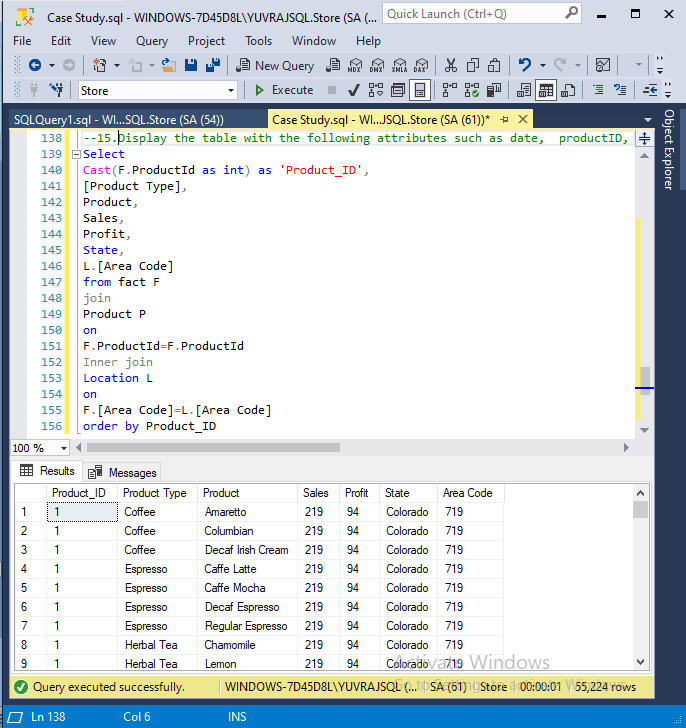 Case Study.sql - WINDOWS-7D45D8L\YUVRAJSQL.Store (SA (...
Quick Launch (Ctrl+Q)
File Edit View Query Project Tools Window Help
New Query MDX DMX XMLA DAX
Store Execute
SQLQuery1.sql - WI...SQL.Store (SA (54)) Case Study.sql - WI...JSQL.Store (SA (61))*
Object Explorer
138 --15.Display the table with the following attributes such as date, productID,
139 Select
140 Cast(F.ProductId as int) as 'Product_ID',
141 [Product Type],
142 Product,
143 Sales,
144 Profit,
145 State,
146 L.[Area Code]
147 from fact F
148 join
149 Product P
150 on
151 F.ProductId=F.ProductId
152 Inner join
153 Location L
154 on
155 F.[Area Code]=L.[Area Code]
156 order by Product_ID
100 %
Results Messages
Product_ID Product Type Product Sales Profit State Area Code
1 1 Coffee Amaretto 219 94 Colorado 719
2 1 Coffee Columbian 219 94 Colorado 719
3 1 Coffee Decaf Irish Cream 219 94 Colorado 719
4 1 Espresso Caffe Latte 219 94 Colorado 719
5 1 Espresso Caffe Mocha 219 94 Colorado 719
6 1 Espresso Decaf Espresso 219 94 Colorado 719
7 1 Espresso Regular Espresso 219 94 Colorado 719
8 1 Herbal Tea Chamomile 219 94 Colorado 719
9 1 Herbal Tea Lemon 219 94 Colorado 719
Activate Windows
Go to Settings to activate Windows.
Query executed successfully. WINDOWS-7D45D8L\YUVRAJSQL (... SA (61) Store 00:00:01 55,224 rows
Ln 138 Col 6 INS